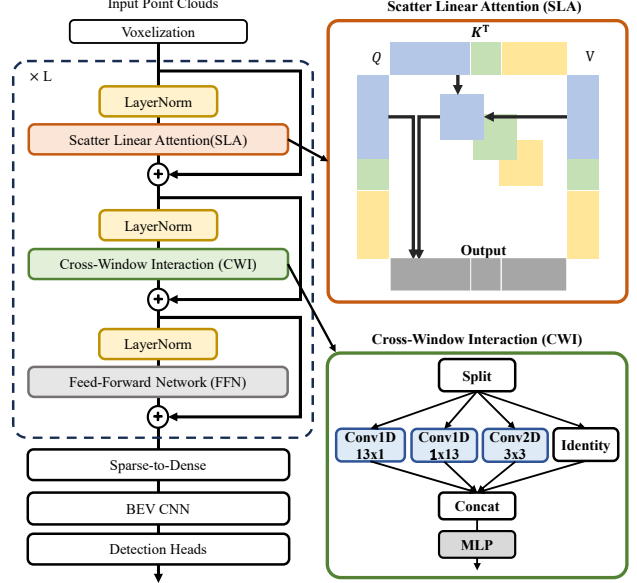 Input Point Clouds
Voxelization
× L
LayerNorm
Scatter Linear Attention(SLA)
+
LayerNorm
Cross-Window Interaction (CWI)
+
LayerNorm
Feed-Forward Network (FFN)
+
Sparse-to-Dense
BEV CNN
Detection Heads
Scatter Linear Attention (SLA)
Kᵀ
Q
V
Output
Cross-Window Interaction (CWI)
Split
Conv1D
13x1
Conv1D
1x13
Conv2D
3x3
Identity
Concat
MLP